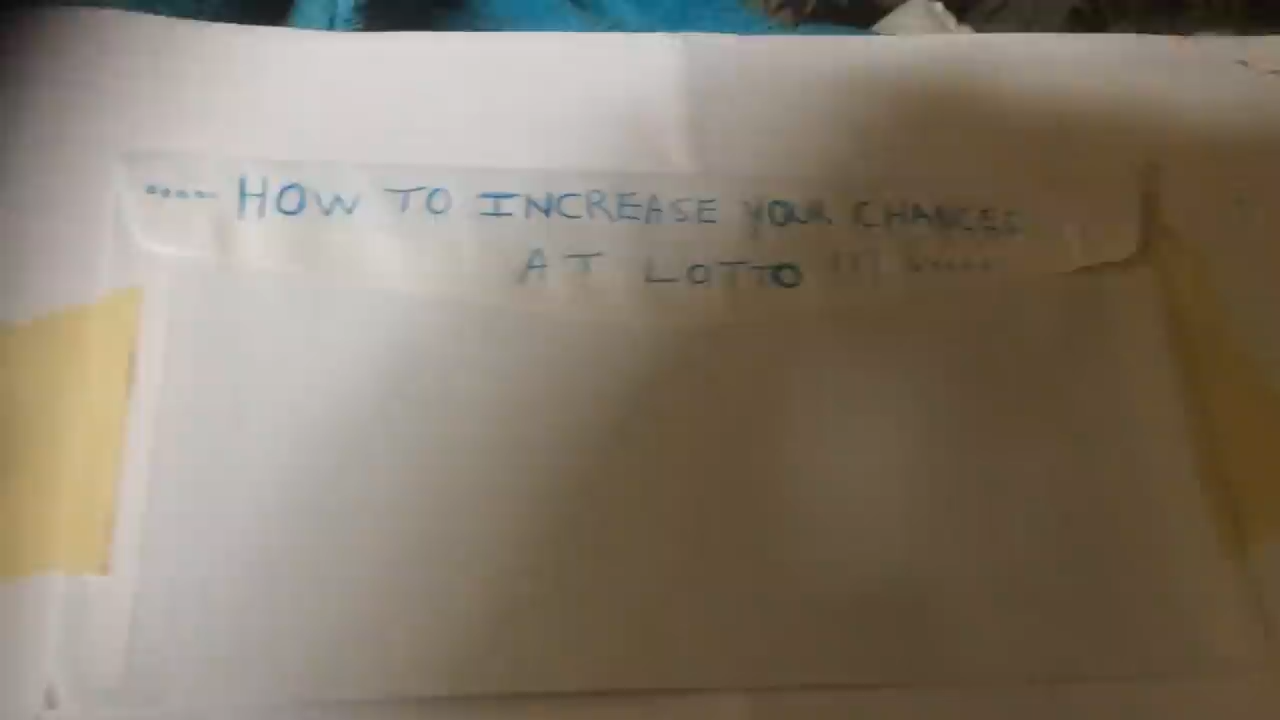 .... HOW TO INCREASE YOUR CHANCES
AT LOTTO !!! .....